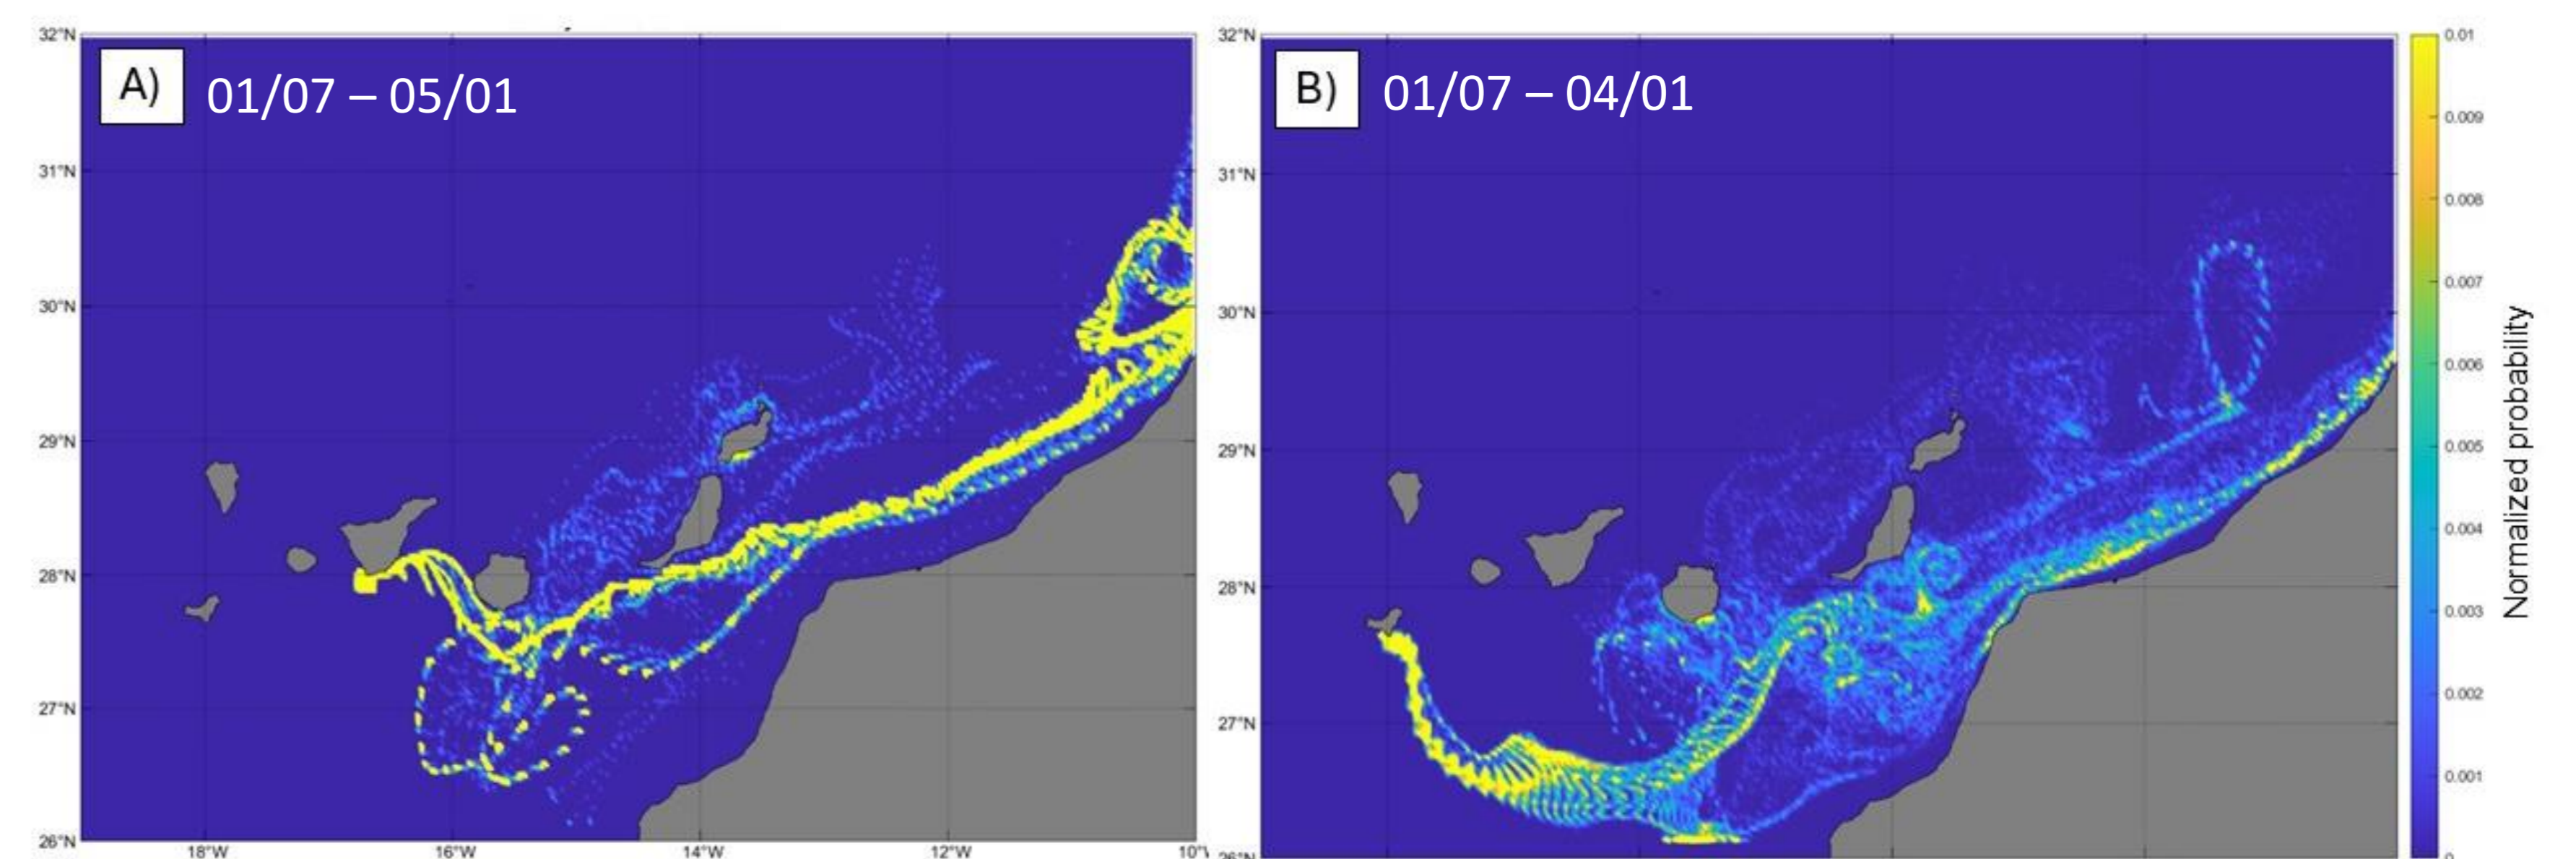 A) 01/07 – 05/01
32°N
31°N
30°N
29°N
28°N
27°N
26°N
18°W
16°W
14°W
12°W
B) 01/07 – 04/01
32°N
31°N
30°N
29°N
28°N
27°N
0.01
0.009
0.008
0.007
0.006
0.005
0.004
0.003
0.002
0.001
Normalized probability